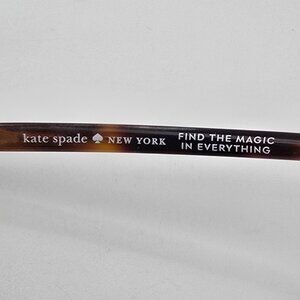 kate spade ♠ NEW YORK
FIND THE MAGIC
IN EVERYTHING